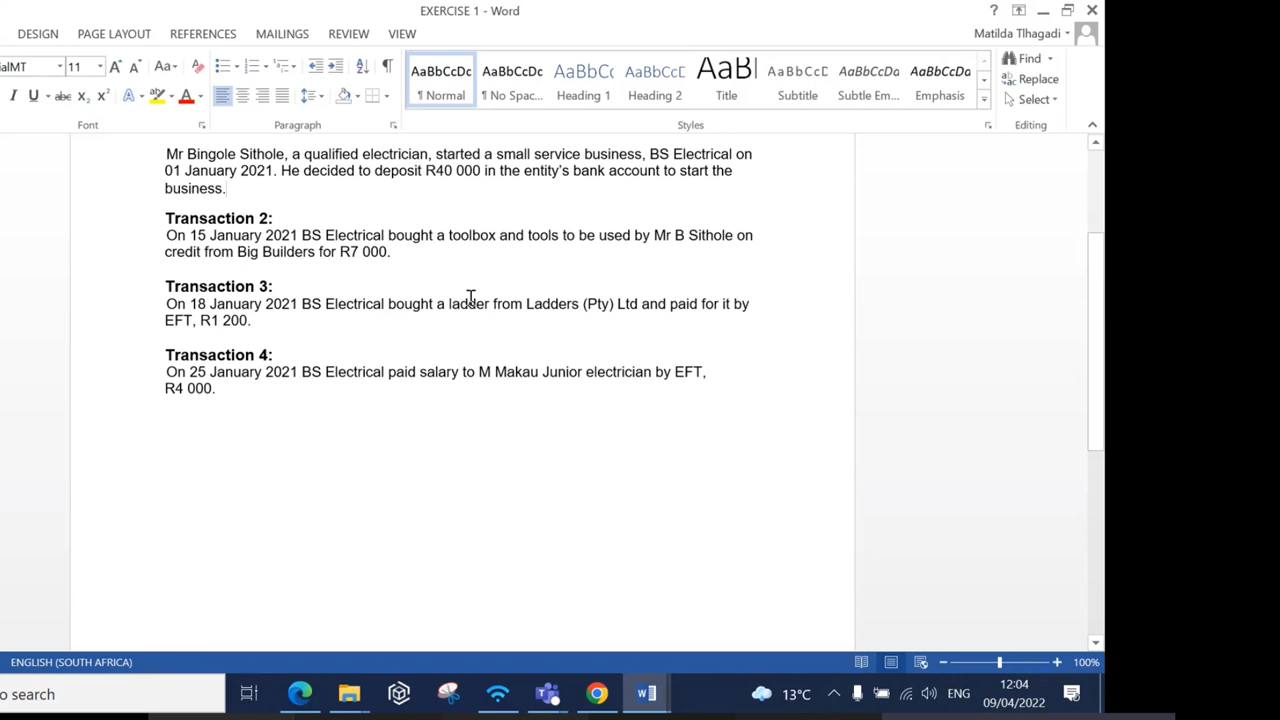 EXERCISE 1 - Word
?
DESIGN PAGE LAYOUT REFERENCES MAILINGS REVIEW VIEW
Matilda Tlhagadi
ialMT 11 Aa
AaBbCcDc AaBbCcDc AaBbCc AaBbCcC AaB AaBbCcC AaBbCcDa AaBbCcDa
¶ Normal ¶ No Spac... Heading 1 Heading 2 Title Subtitle Subtle Em... Emphasis
Find
Replace
Select
Font Paragraph Styles Editing
Mr Bingole Sithole, a qualified electrician, started a small service business, BS Electrical on
01 January 2021. He decided to deposit R40 000 in the entity's bank account to start the
business.
Transaction 2:
On 15 January 2021 BS Electrical bought a toolbox and tools to be used by Mr B Sithole on
credit from Big Builders for R7 000.
Transaction 3:
On 18 January 2021 BS Electrical bought a ladder from Ladders (Pty) Ltd and paid for it by
EFT, R1 200.
Transaction 4:
On 25 January 2021 BS Electrical paid salary to M Makau Junior electrician by EFT,
R4 000.
ENGLISH (SOUTH AFRICA) 100%
o search
13°C ENG
12:04
09/04/2022